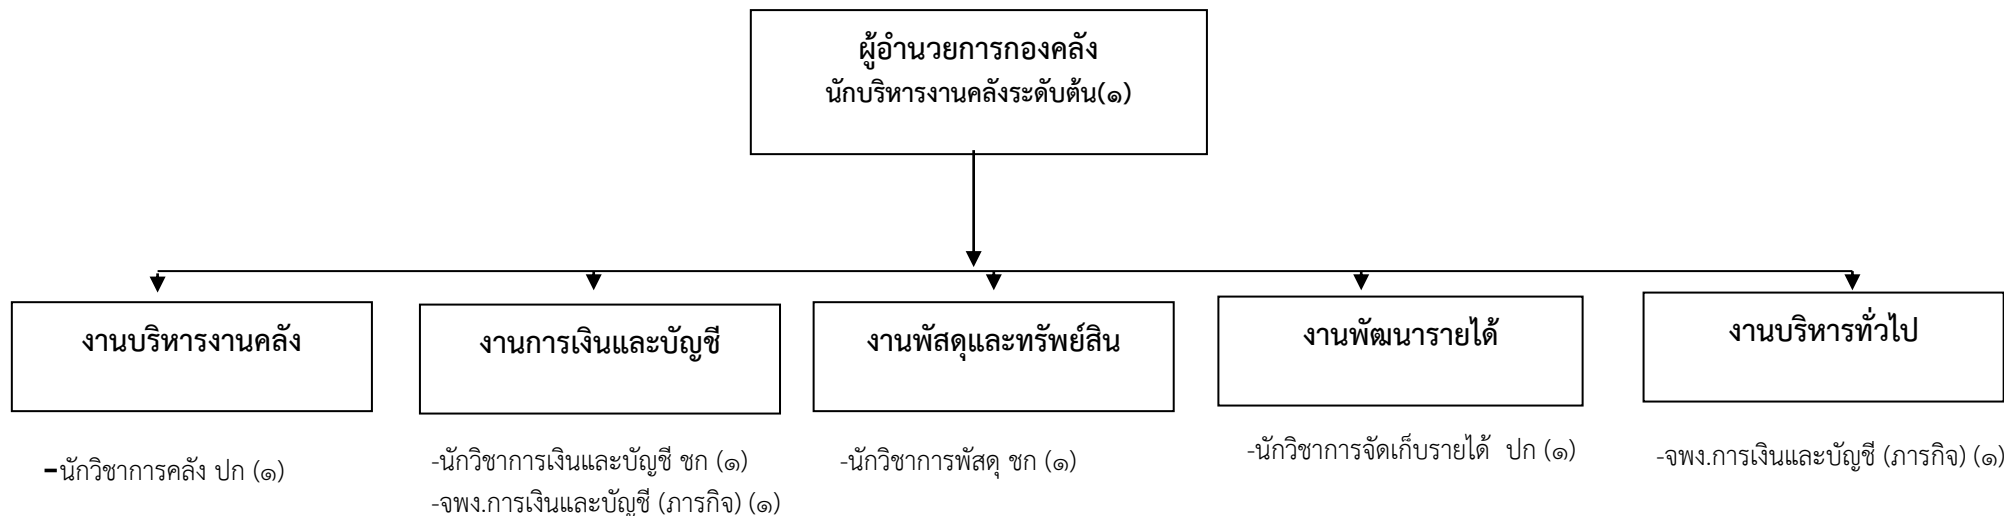 ผู้อำนวยการกองคลัง
นักบริหารงานคลังระดับต้น(๑)
งานบริหารงานคลัง
-นักวิชาการคลัง ปก (๑)
งานการเงินและบัญชี
-นักวิชาการเงินและบัญชี ชก (๑)
-จพง.การเงินและบัญชี (ภารกิจ) (๑)
งานพัสดุและทรัพย์สิน
-นักวิชาการพัสดุ ชก (๑)
งานพัฒนารายได้
-นักวิชาการจัดเก็บรายได้ ปก (๑)
งานบริหารทั่วไป
-จพง.การเงินและบัญชี (ภารกิจ) (๑)